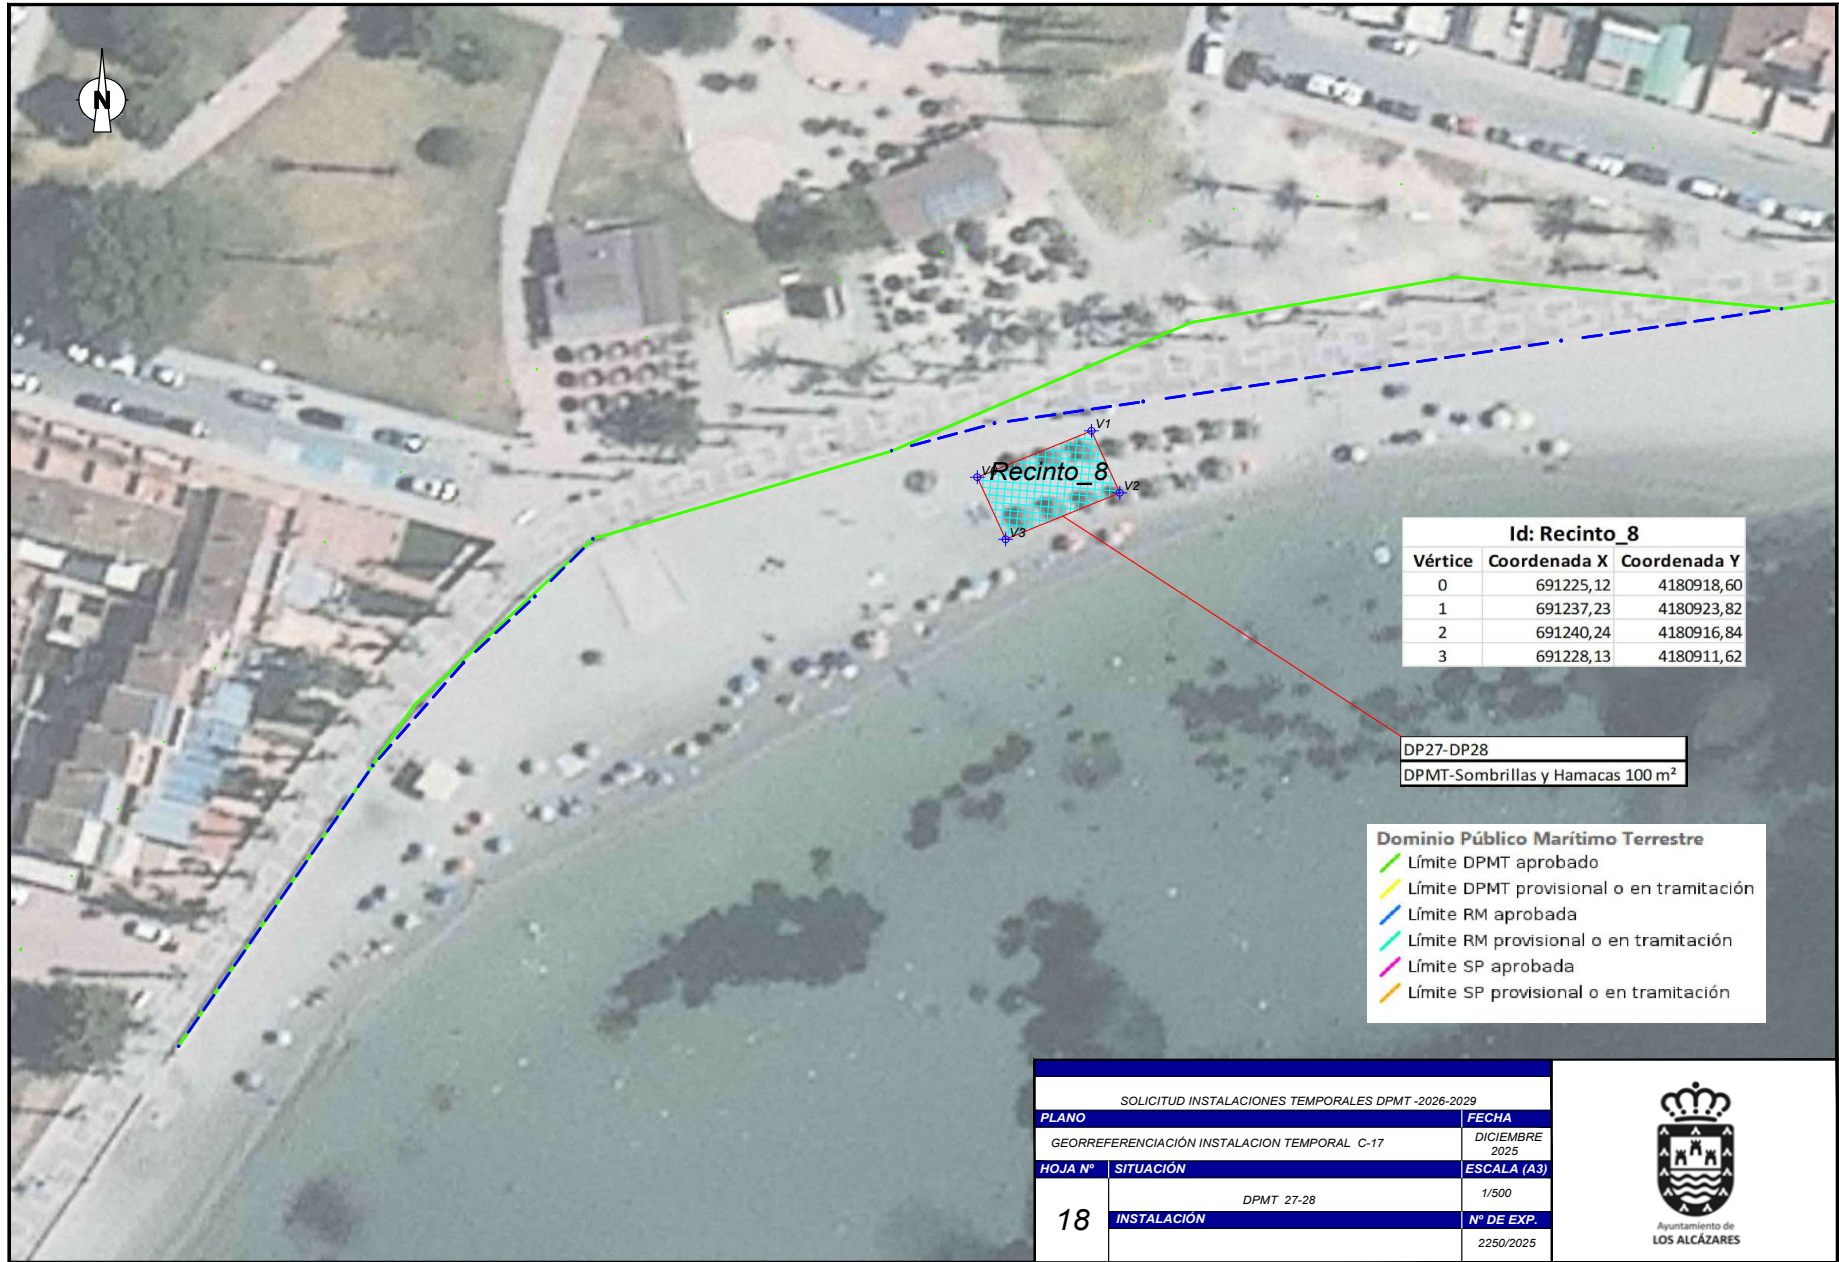 N
V1
V0
Recinto_8
V2
V3
Id: Recinto_8
Vértice Coordenada X Coordenada Y
0 691225,12 4180918,60
1 691237,23 4180923,82
2 691240,24 4180916,84
3 691228,13 4180911,62
DP27-DP28
DPMT-Sombrillas y Hamacas 100 m²
Dominio Público Marítimo Terrestre
Límite DPMT aprobado
Límite DPMT provisional o en tramitación
Límite RM aprobada
Límite RM provisional o en tramitación
Límite SP aprobada
Límite SP provisional o en tramitación
SOLICITUD INSTALACIONES TEMPORALES DPMT -2026-2029
PLANO FECHA
GEORREFERENCIACIÓN INSTALACION TEMPORAL C-17 DICIEMBRE 2025
HOJA Nº SITUACIÓN ESCALA (A3)
18 DPMT 27-28 1/500
INSTALACIÓN Nº DE EXP.
2250/2025
Ayuntamiento de
LOS ALCÁZARES